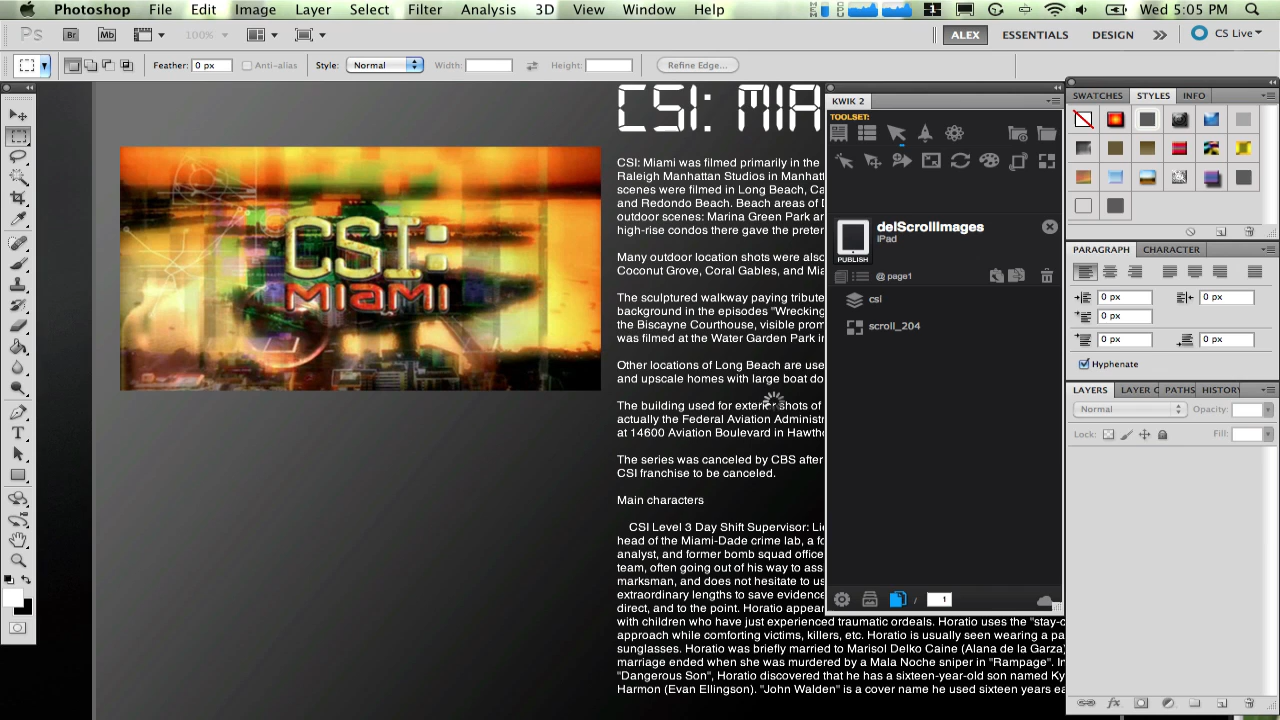 Photoshop File Edit Image Layer Select Filter Analysis 3D View Window Help Wed 5:05 PM
Ps Br Mb 100% ALEX ESSENTIALS DESIGN CS Live
Feather: 0 px Anti-alias Style: Normal Width: Height: Refine Edge...
CSI: MIA
CSI:
Miami
CSI: Miami was filmed primarily in the
Raleigh Manhattan Studios in Manhatt
scenes were filmed in Long Beach, Ca
and Redondo Beach. Beach areas of
outdoor scenes: Marina Green Park an
high-rise condos there gave the preten
Many outdoor location shots were also
Coconut Grove, Coral Gables, and Mia
The sculptured walkway paying tribute
background in the episodes "Wrecking
the Biscayne Courthouse, visible prom
was filmed at the Water Garden Park in
Other locations of Long Beach are use
and upscale homes with large boat do
The building used for exterior shots of
actually the Federal Aviation Administr
at 14600 Aviation Boulevard in Hawtho
The series was canceled by CBS after
CSI franchise to be canceled.
Main characters
CSI Level 3 Day Shift Supervisor: Lie
head of the Miami-Dade crime lab, a fo
analyst, and former bomb squad office
team, often going out of his way to ass
marksman, and does not hesitate to us
extraordinary lengths to save evidence
direct, and to the point. Horatio appear
with children who have just experienced traumatic ordeals. Horatio uses the "stay-c
approach while comforting victims, killers, etc. Horatio is usually seen wearing a pa
sunglasses. Horatio was briefly married to Marisol Delko Caine (Alana de la Garza)
marriage ended when she was murdered by a Mala Noche sniper in "Rampage". In
"Dangerous Son", Horatio discovered that he has a sixteen-year-old son named Ky
Harmon (Evan Ellingson). "John Walden" is a cover name he used sixteen years ea
KWIK 2
TOOLSET:
delScrollImages
iPad
PUBLISH
@ page1
csi
scroll_204
/ 1
SWATCHES STYLES INFO
PARAGRAPH CHARACTER
0 px 0 px
0 px
0 px 0 px
Hyphenate
LAYERS LAYER C PATHS HISTORY
Normal Opacity:
Lock: Fill: